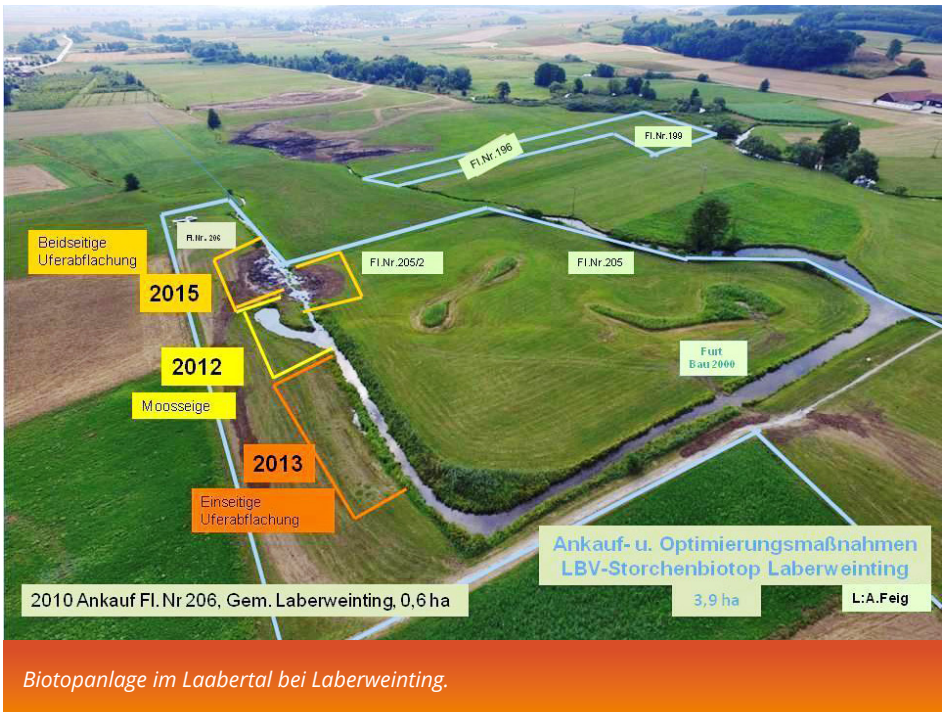 Fl.Nr.196
Fl.Nr.199
Fl.Nr. 206
Beidseitige
Uferabflachung
Fl.Nr.205/2
Fl.Nr.205
2015
2012
Moosseige
Furt
Bau 2000
2013
Einseitige
Uferabflachung
Ankauf- u. Optimierungsmaßnahmen
LBV-Storchenbiotop Laberweinting
2010 Ankauf Fl.Nr 206, Gem. Laberweinting, 0,6 ha
3,9 ha
L:A.Feig
Biotopanlage im Laabertal bei Laberweinting.